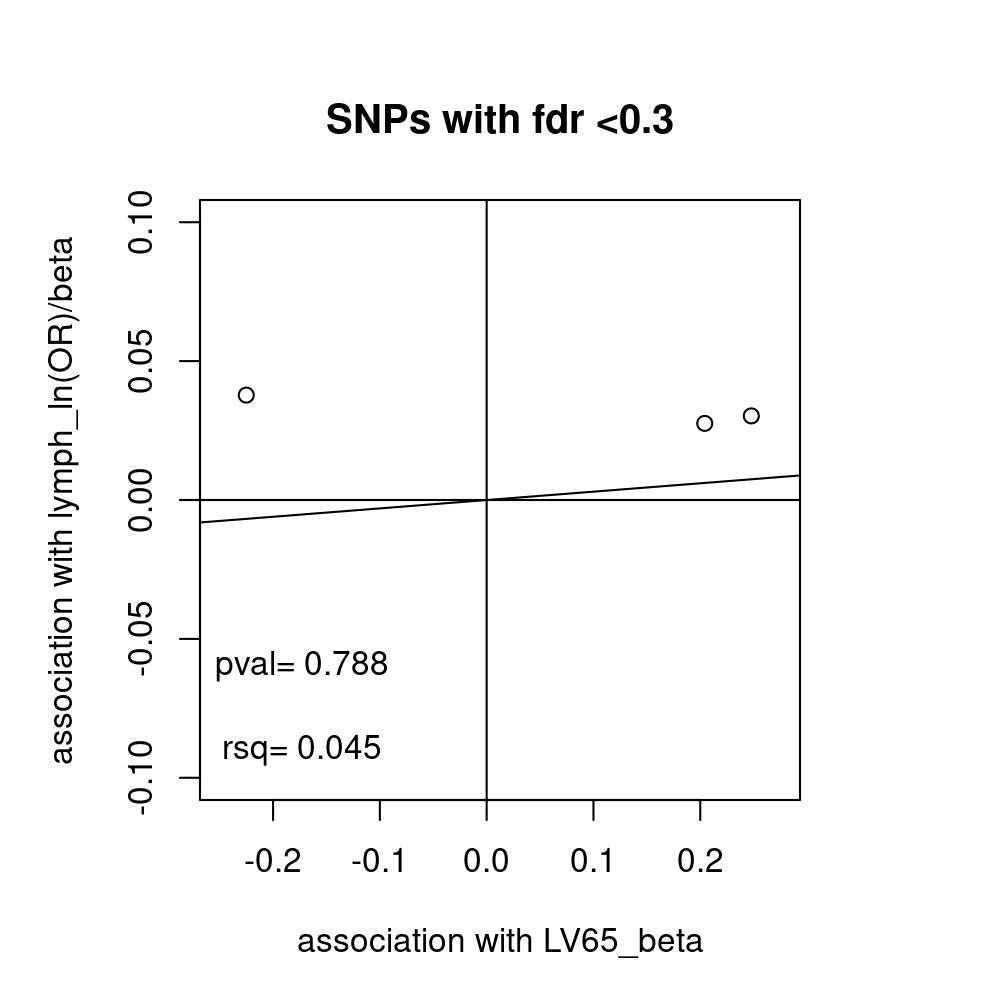 SNPs with fdr <0.3
association with lymph_ln(OR)/beta
0.10
0.05
0.00
-0.05
-0.10
pval= 0.788
rsq= 0.045
-0.2 -0.1 0.0 0.1 0.2
association with LV65_beta